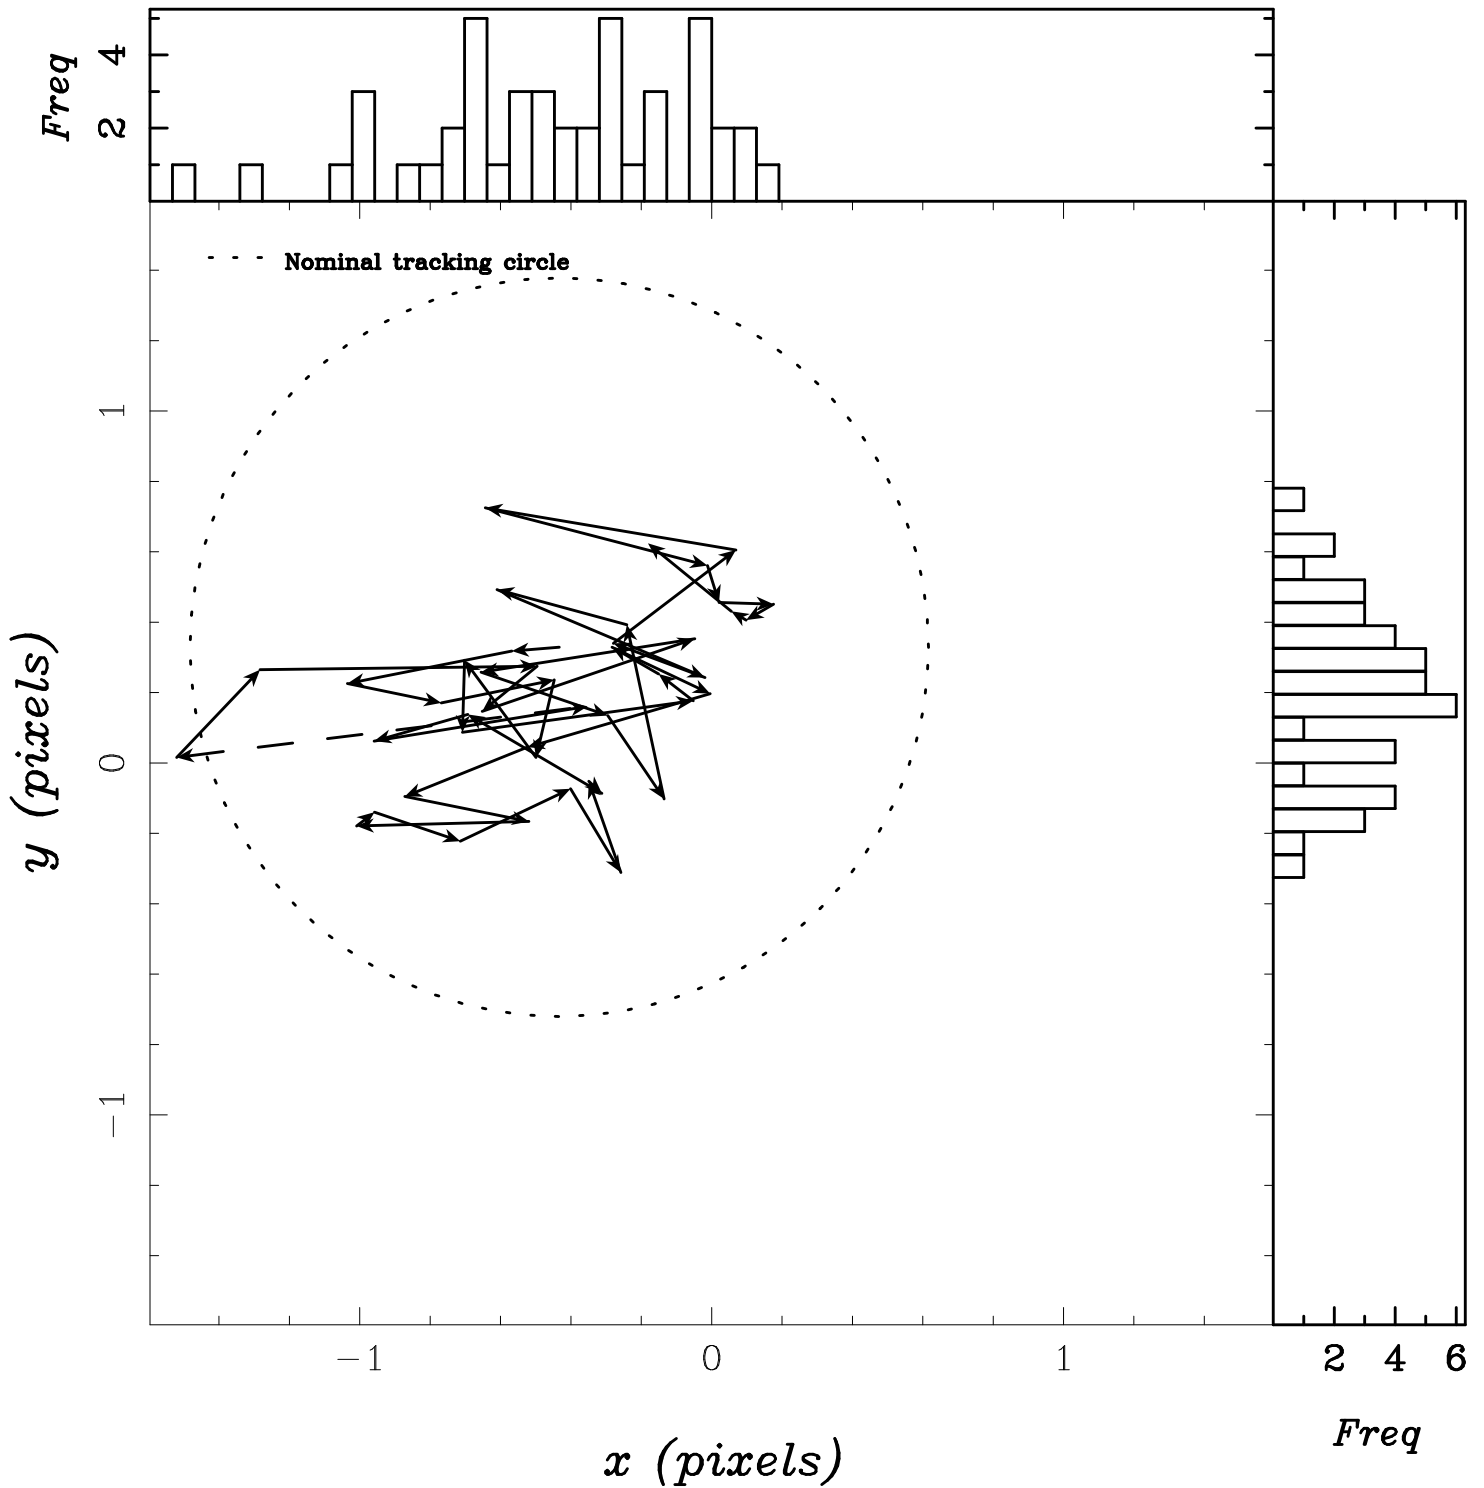 Freq
4
2
Nominal tracking circle
1
0
−1
y (pixels)
−1 0 1
2 4 6
Freq
x (pixels)